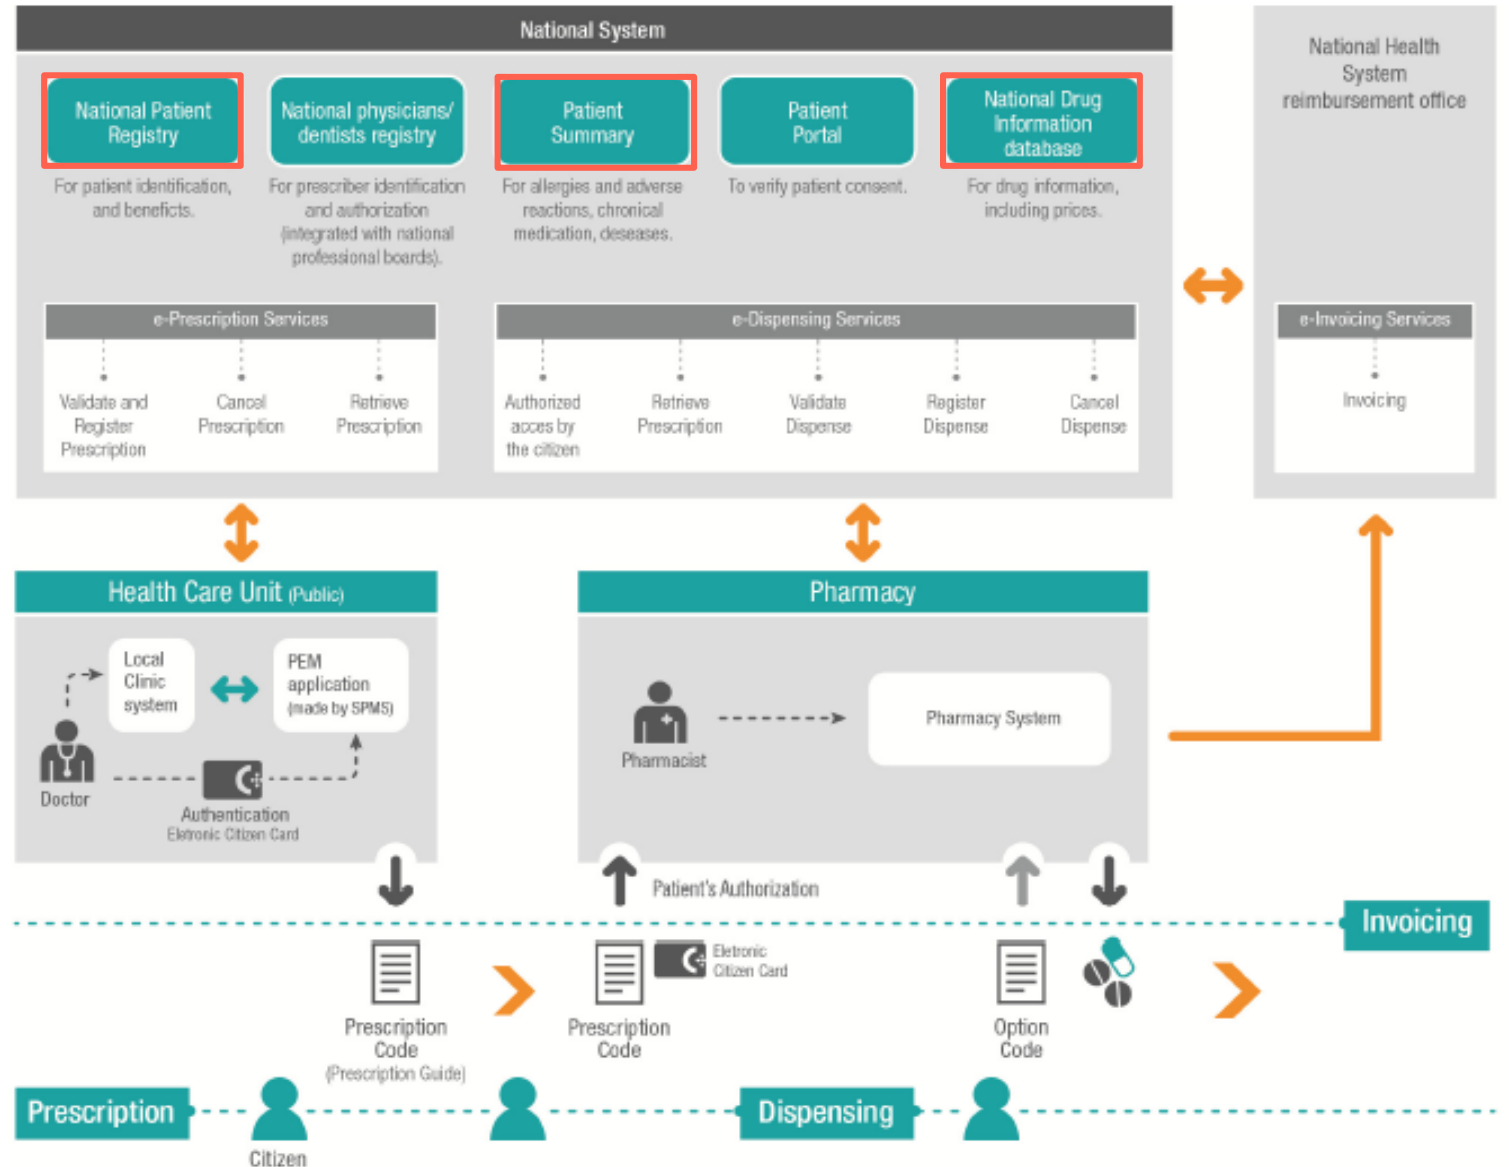 National System
National Patient
Registry
For patient identification,
and beneficts.
National physicians/
dentists registry
For prescriber identification
and authorization
(integrated with national
professional boards).
Patient
Summary
For allergies and adverse
reactions, chronical
medication, deseases.
Patient
Portal
To verify patient consent.
National Drug
Information
database
For drug information,
including prices.
e-Prescription Services
Validate and
Register
Prescription
Cancel
Prescription
Retrieve
Prescription
e-Dispensing Services
Authorized
acces by
the citizen
Retrieve
Prescription
Validate
Dispense
Register
Dispense
Cancel
Dispense
National Health
System
reimbursement office
e-Invoicing Services
Invoicing
Health Care Unit (Public)
Local
Clinic
system
PEM
application
(made by SPMS)
Doctor
Authentication
Eletronic Citizen Card
Pharmacy
Pharmacist
Pharmacy System
Patient's Authorization
Invoicing
Prescription
Code
(Prescription Guide)
Prescription
Code
Eletronic
Citizen Card
Option
Code
Prescription
Citizen
Dispensing